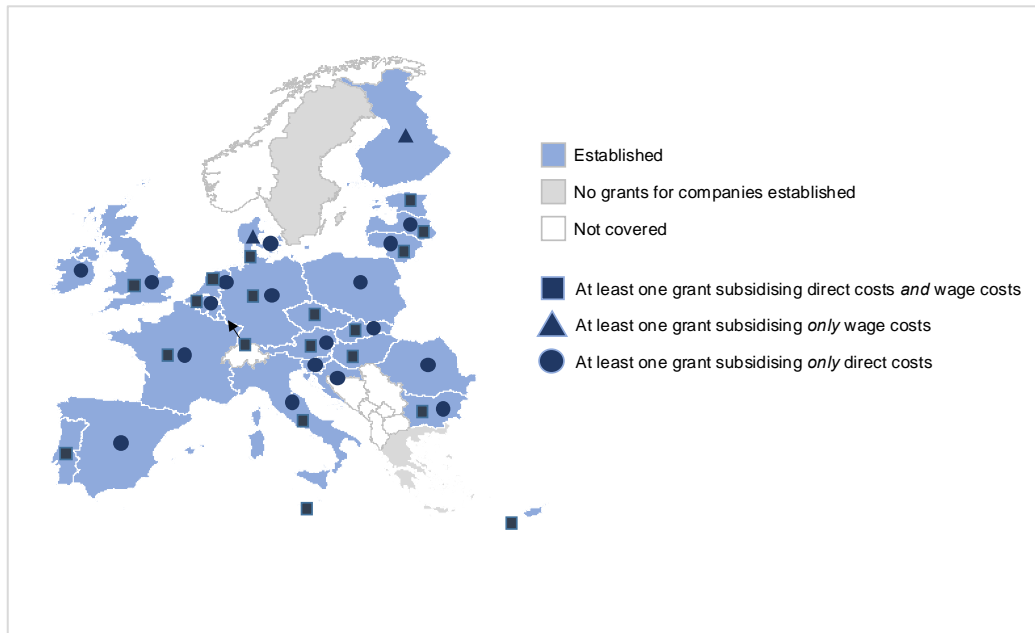 Established
No grants for companies established
Not covered
At least one grant subsidising direct costs and wage costs
At least one grant subsidising only wage costs
At least one grant subsidising only direct costs